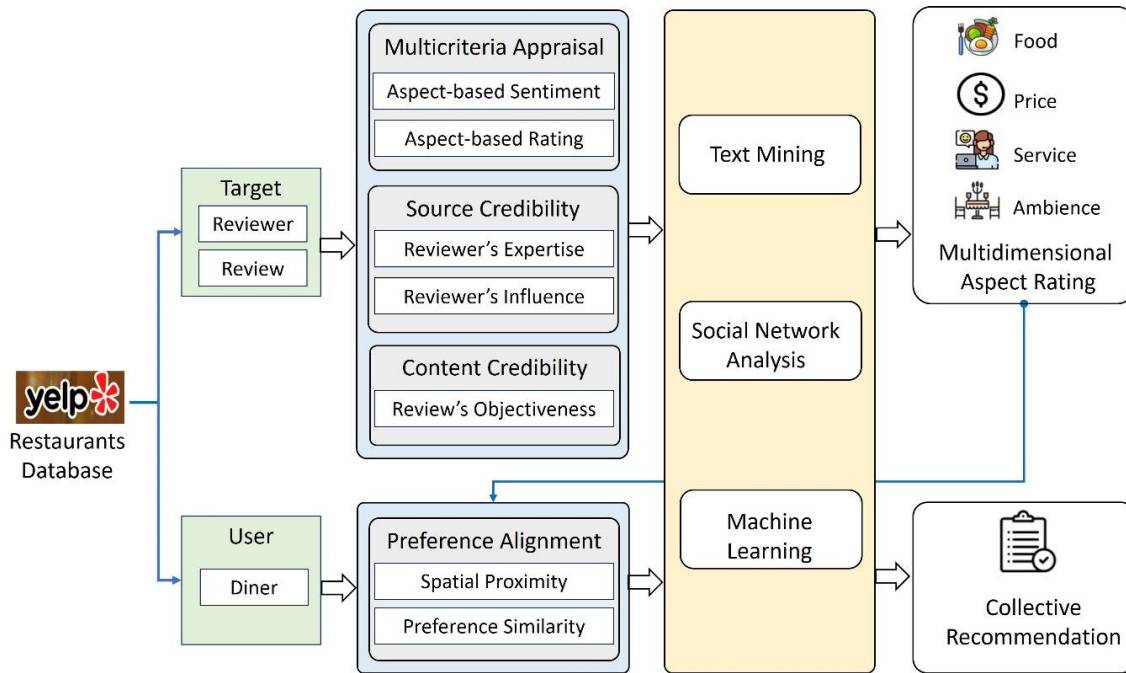 yelp
Restaurants
Database
Target
Reviewer
Review
User
Diner
Multicriteria Appraisal
Aspect-based Sentiment
Aspect-based Rating
Source Credibility
Reviewer's Expertise
Reviewer's Influence
Content Credibility
Review's Objectiveness
Preference Alignment
Spatial Proximity
Preference Similarity
Text Mining
Social Network
Analysis
Machine
Learning
Food
$
Price
Service
Ambience
Multidimensional
Aspect Rating
Collective
Recommendation